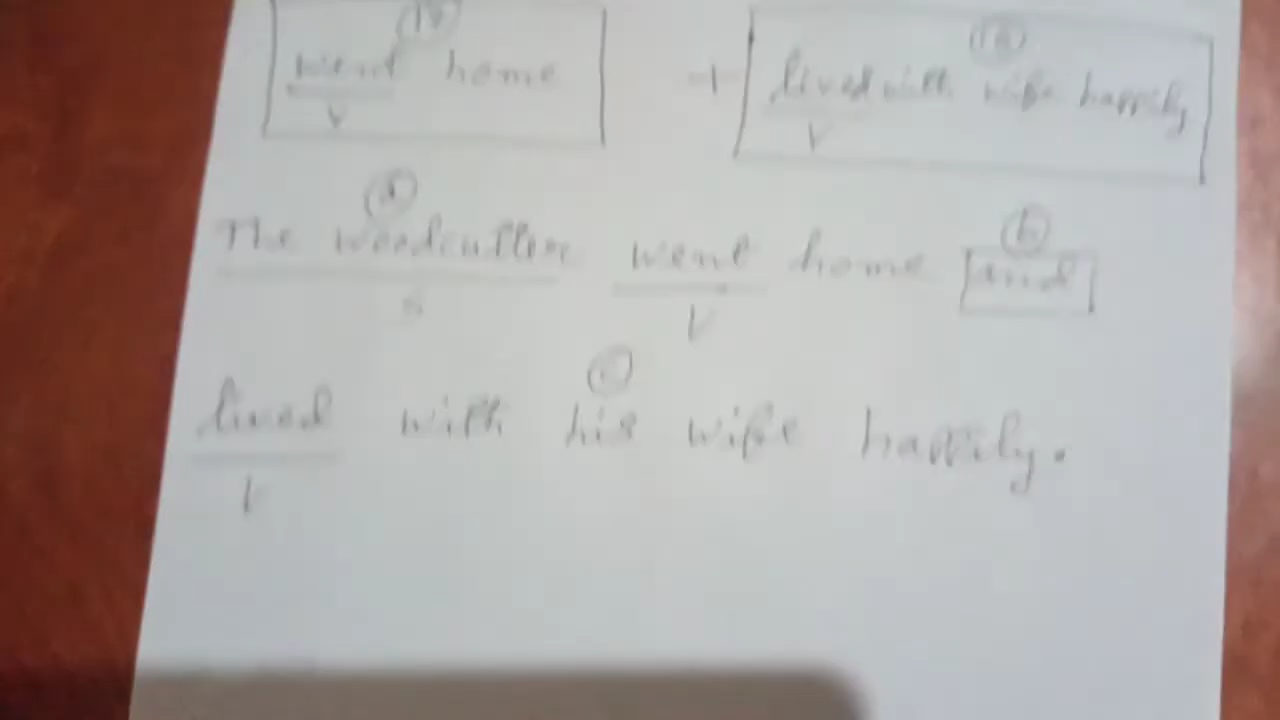 went home + lived with wife happily
V V
a b
The woodcutter went home and
S V
c
lived with his wife happily.
V